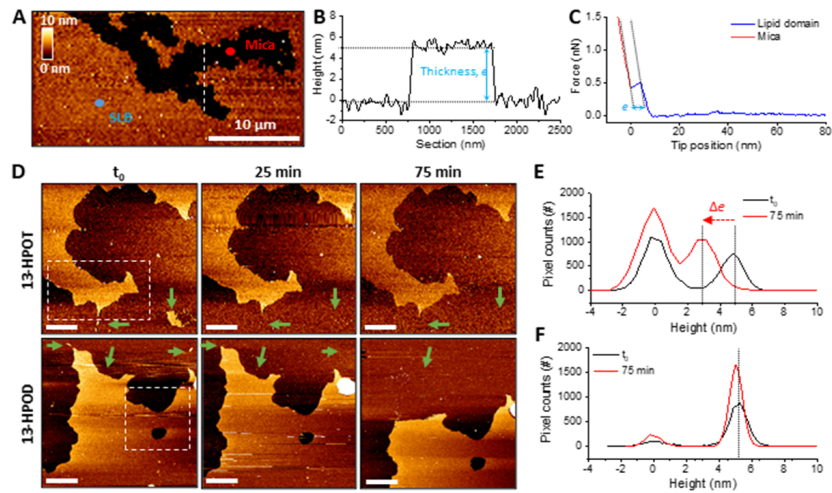 A
10 nm
0 nm
Mica
SLB
10 µm
B
Height (nm)
8
6
4
2
0
-2
Thickness, e
0 500 1000 1500 2000 2500
Section (nm)
C
Force (nN)
1.5
1.0
0.5
0.0
Lipid domain
Mica
e
0 20 40 60 80
Tip position (nm)
D
t0
25 min
75 min
13-HPOT
13-HPOD
E
Pixel counts (#)
2000
1500
1000
500
0
t0
75 min
Δe
-4 -2 0 2 4 6 8 10
Height (nm)
F
Pixel counts (#)
2000
1500
1000
500
0
t0
75 min
-4 -2 0 2 4 6 8 10
Height (nm)